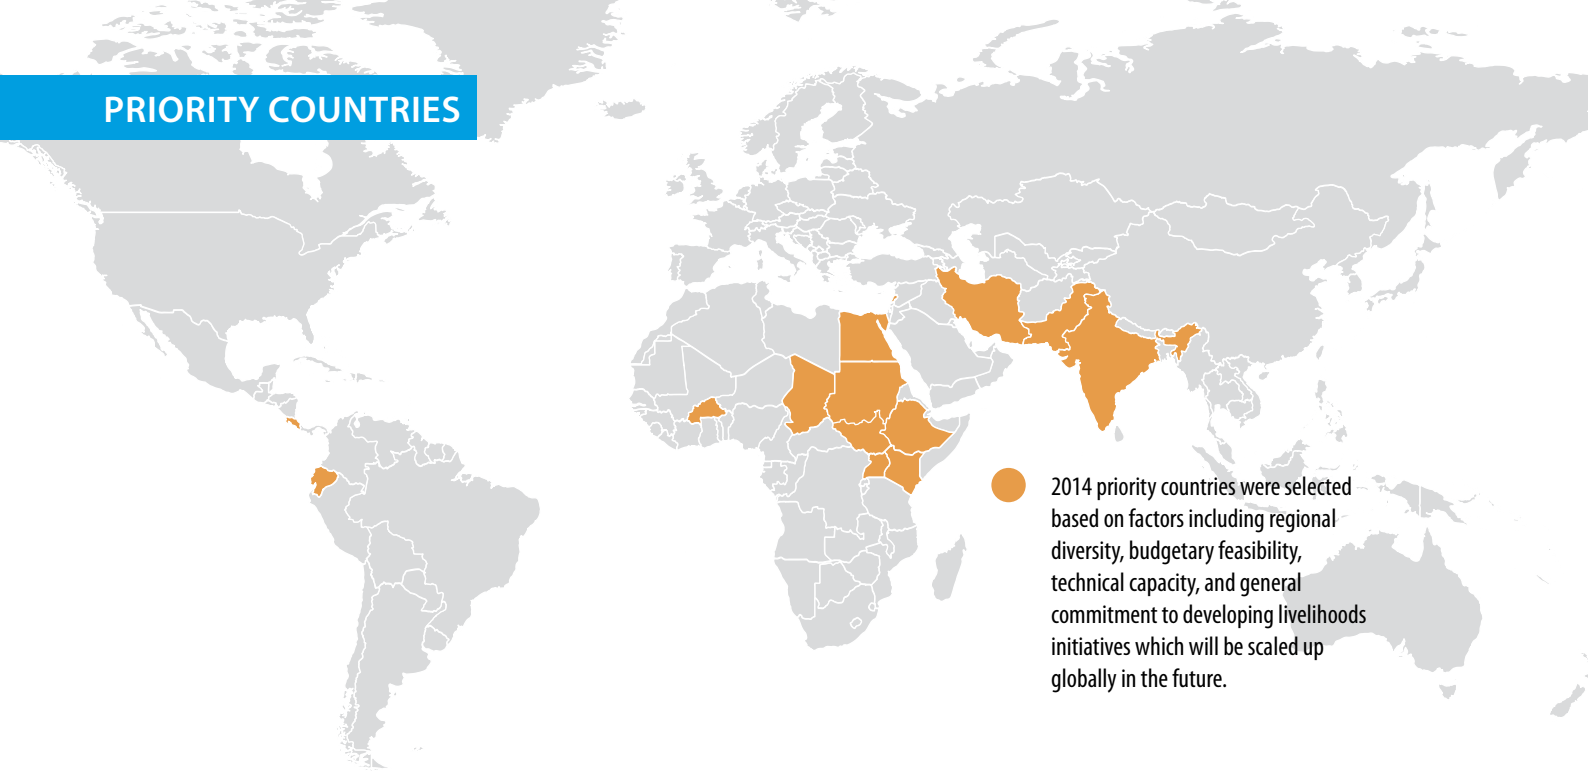 PRIORITY COUNTRIES
2014 priority countries were selected
based on factors including regional
diversity, budgetary feasibility,
technical capacity, and general
commitment to developing livelihoods
initiatives which will be scaled up
globally in the future.